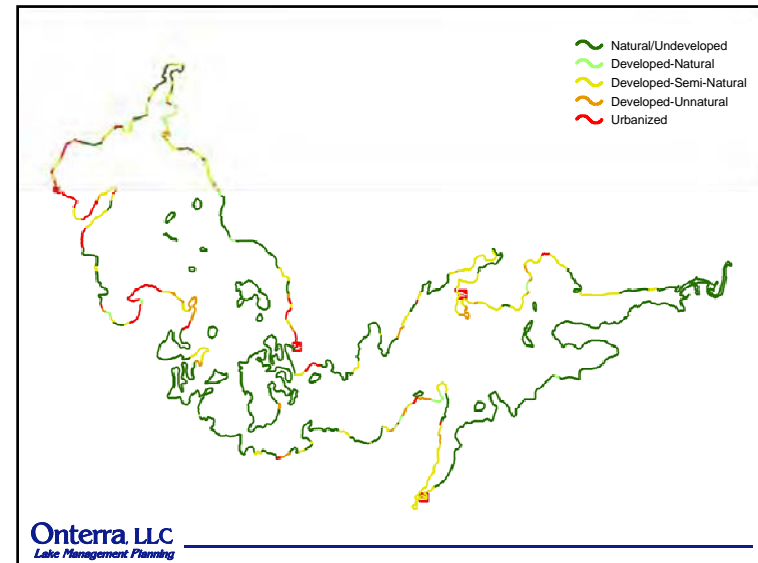 Natural/Undeveloped
Developed-Natural
Developed-Semi-Natural
Developed-Unnatural
Urbanized
Onterra, LLC
Lake Management Planning